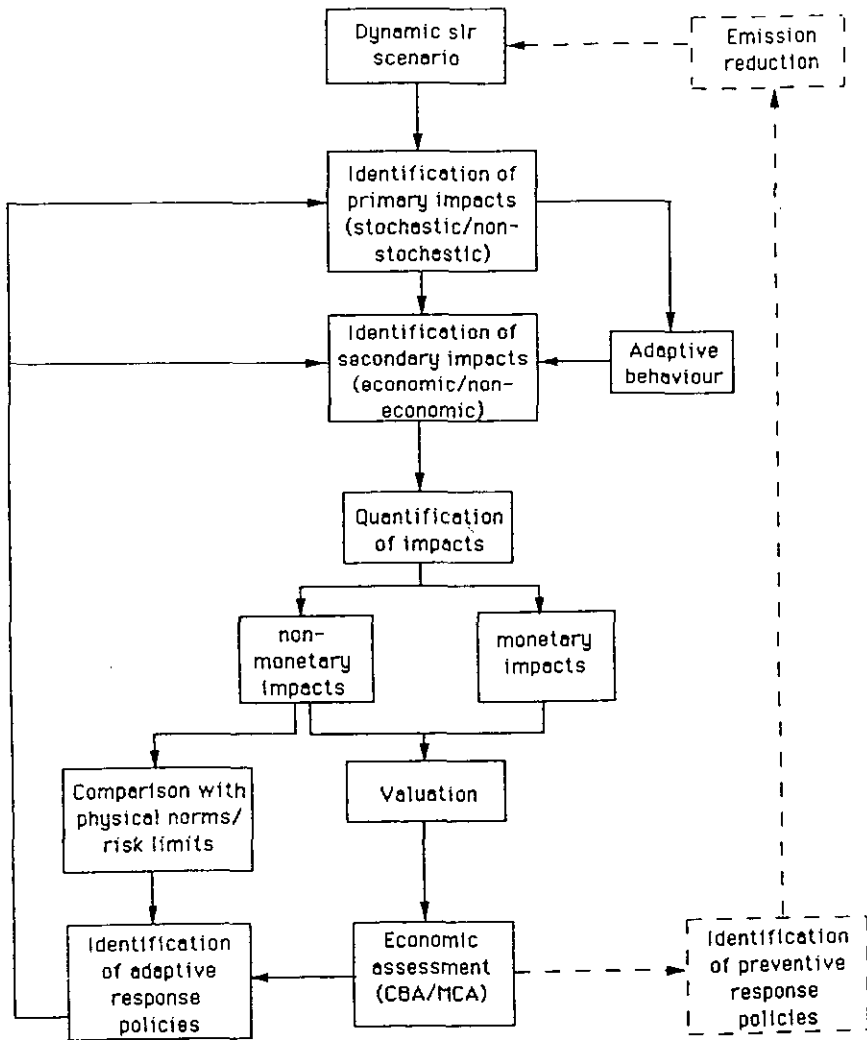 Dynamic slr
scenario
Emission
reduction
Identification of
primary impacts
(stochastic/non-
stochastic)
Identification of
secondary impacts
(economic/non-
economic)
Adaptive
behaviour
Quantification
of impacts
non-
monetary
impacts
monetary
impacts
Comparison with
physical norms/
risk limits
Valuation
Identification
of adaptive
response
policies
Economic
assessment
(CBA/MCA)
Identification
of preventive
response
policies